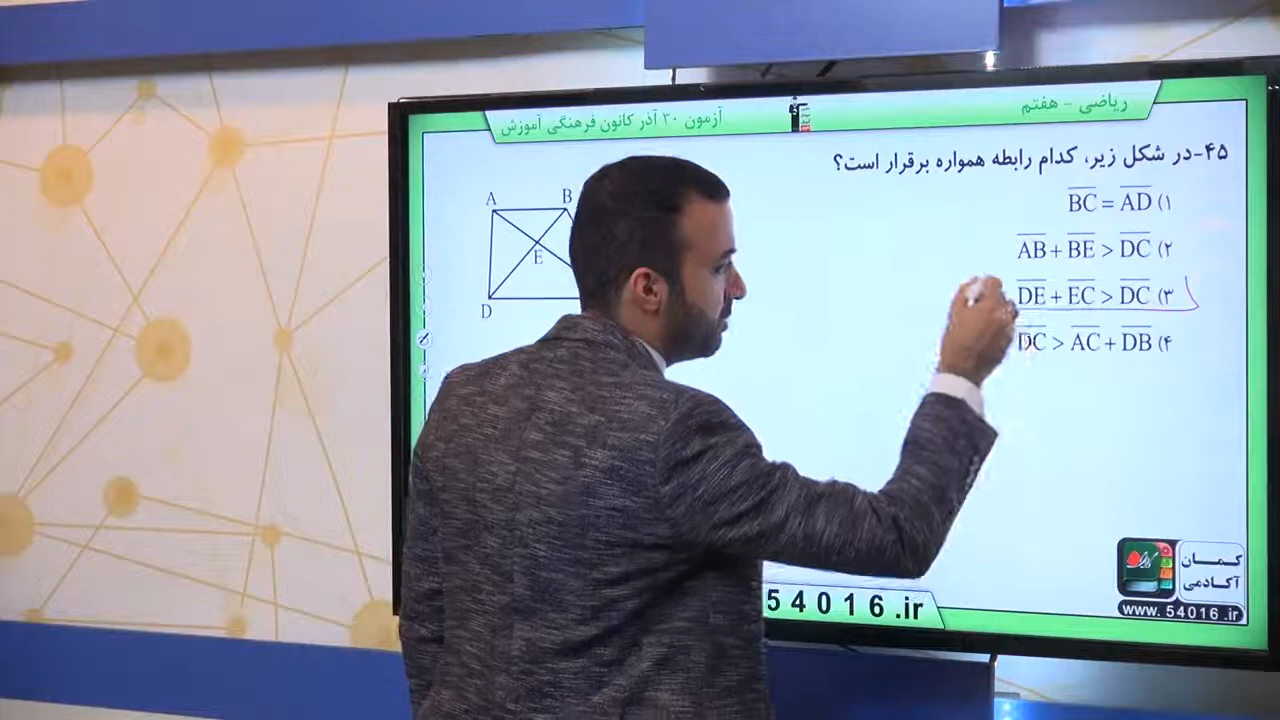 ریاضی - هفتم
آزمون ۳۰ آذر کانون فرهنگی آموزش
۴۵-در شکل زیر، کدام رابطه همواره برقرار است؟
۱) BC = AD
۲) AB + BE > DC
۳) DE + EC > DC
۴) DC > AC + DB
A B
E
D
کمان
آکادمی
www. 54016 .ir
54016 .ir